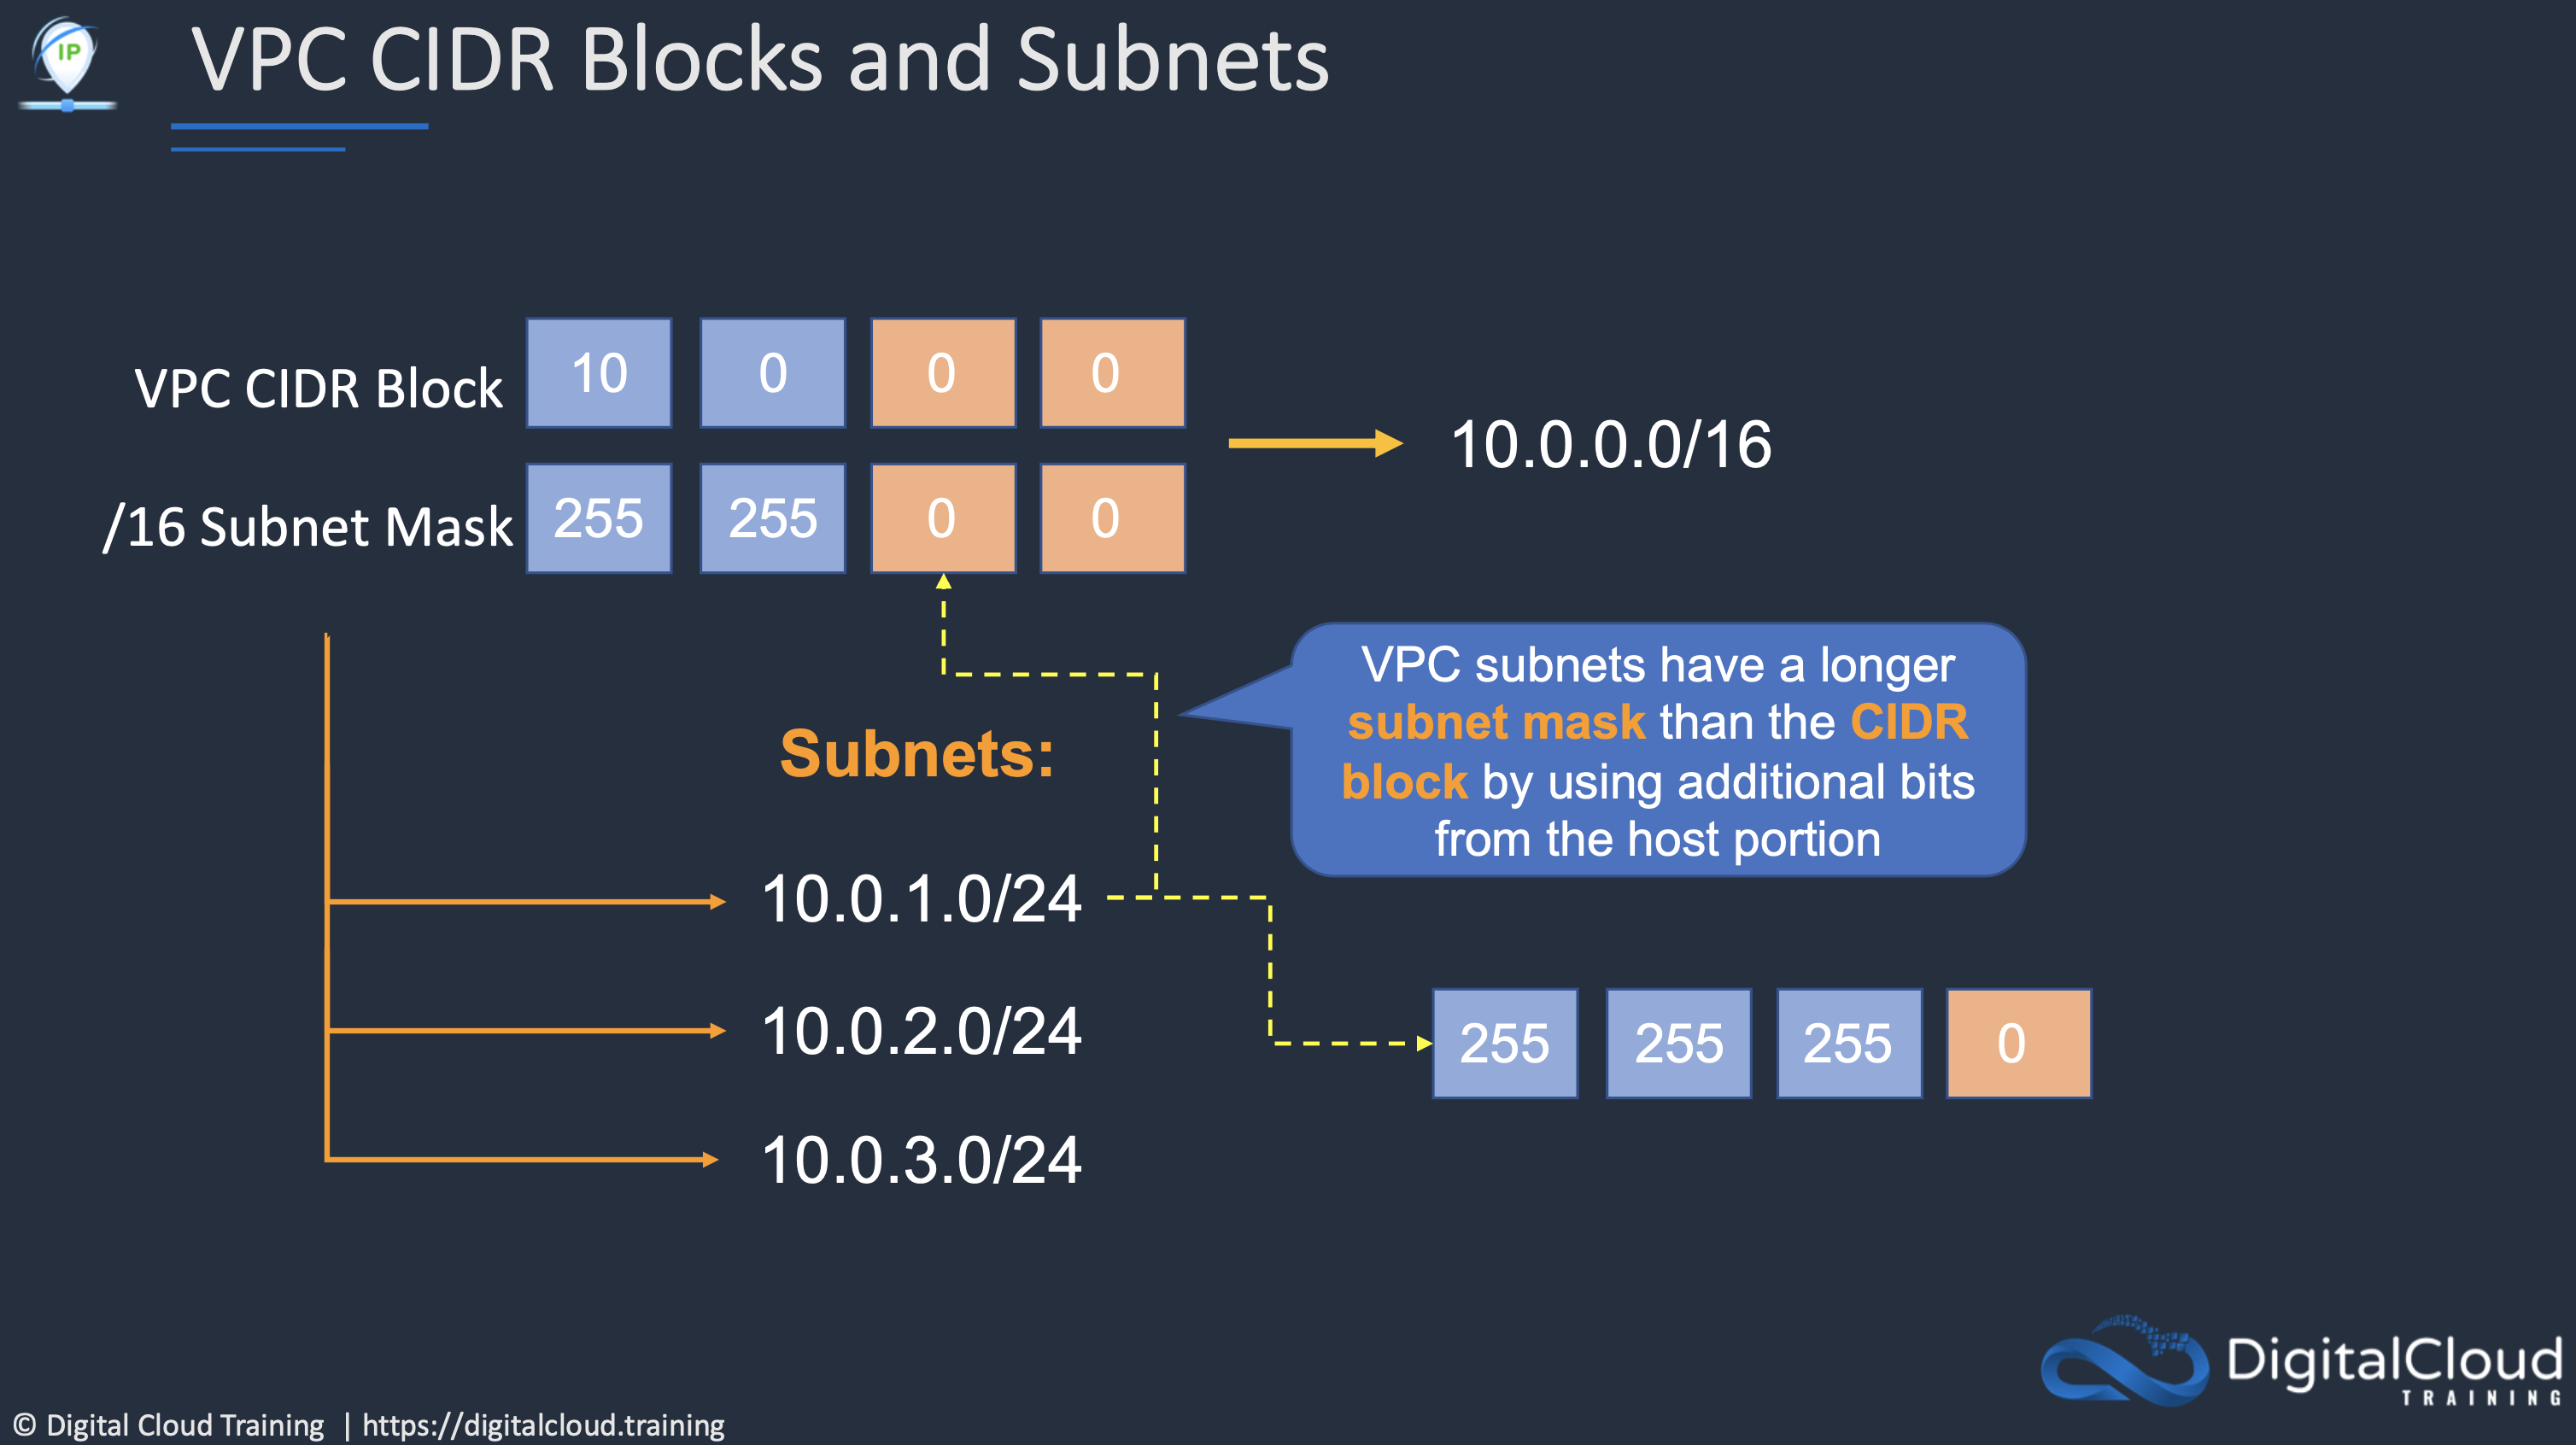 IP
VPC CIDR Blocks and Subnets
VPC CIDR Block
10
0
0
0
/16 Subnet Mask
255
255
0
0
10.0.0.0/16
VPC subnets have a longer
subnet mask than the CIDR
block by using additional bits
from the host portion
Subnets:
10.0.1.0/24
10.0.2.0/24
10.0.3.0/24
255
255
255
0
DigitalCloud
TRAINING
© Digital Cloud Training | https://digitalcloud.training